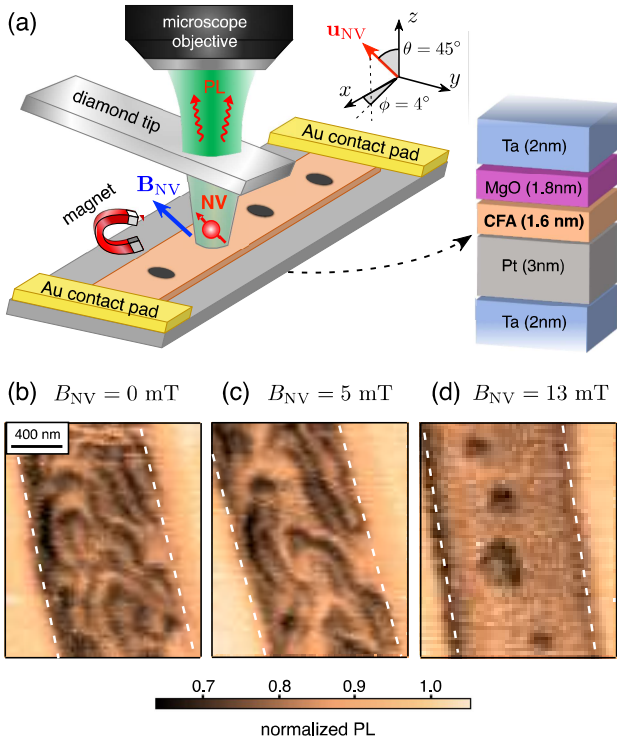 (a)
microscope
objective
PL
diamond tip
Au contact pad
magnet
B_NV
NV
Au contact pad
u_NV
z
θ = 45°
x
y
ϕ = 4°
Ta (2nm)
MgO (1.8nm)
CFA (1.6 nm)
Pt (3nm)
Ta (2nm)
(b) B_NV = 0 mT
(c) B_NV = 5 mT
(d) B_NV = 13 mT
400 nm
0.7 0.8 0.9 1.0
normalized PL